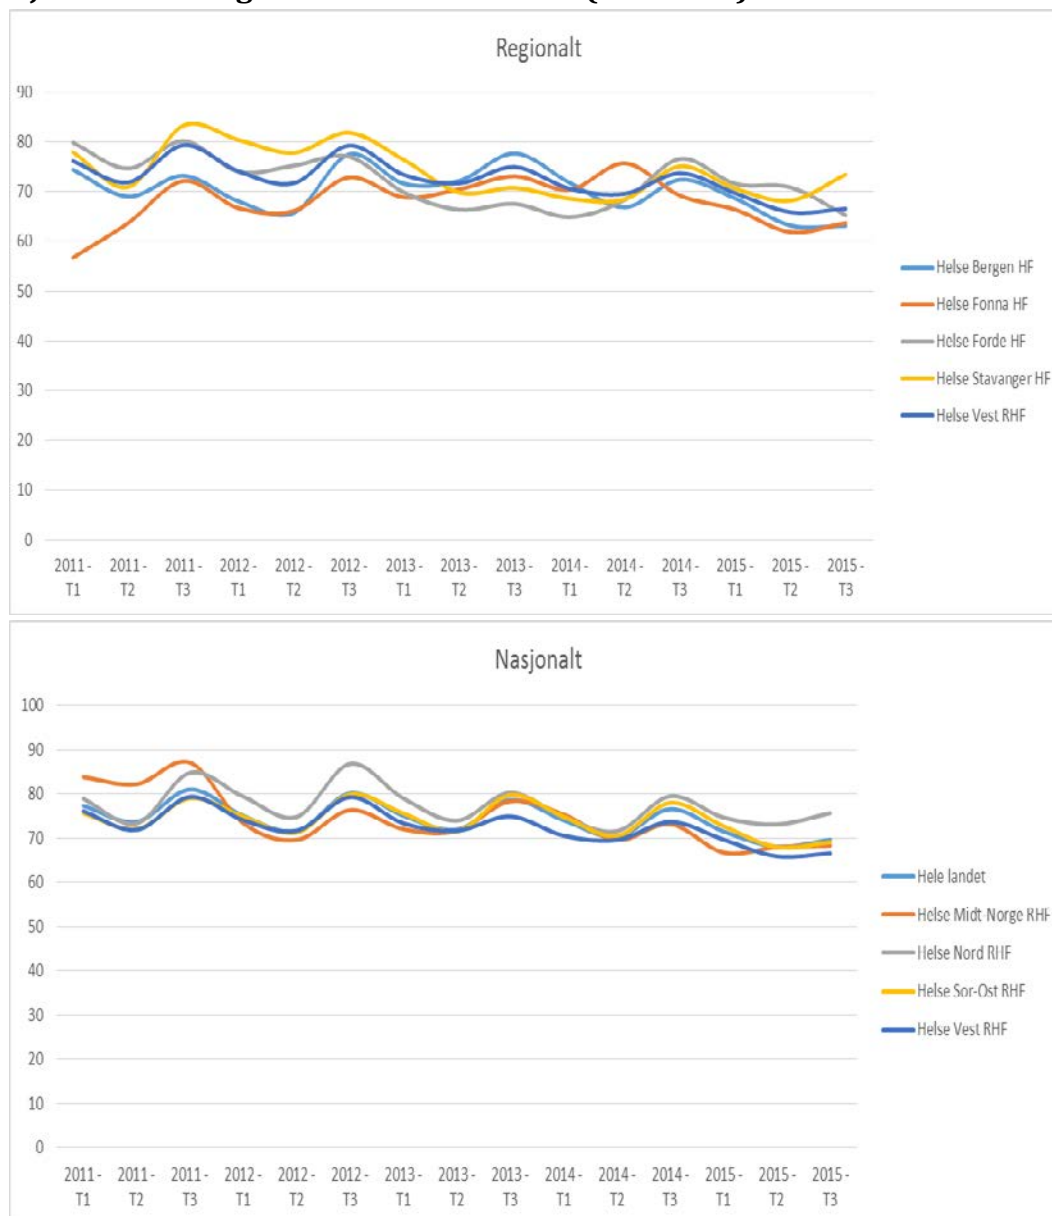 Regionalt
90
80
70
60
50
40
30
20
10
0
2011 - 2011 - 2011 - 2012 - 2012 - 2012 - 2013 - 2013 - 2013 - 2014 - 2014 - 2014 - 2015 - 2015 - 2015 -
T1 T2 T3 T1 T2 T3 T1 T2 T3 T1 T2 T3 T1 T2 T3
Helse Bergen HF
Helse Fonna HF
Helse Forde HF
Helse Stavanger HF
Helse Vest RHF
Nasjonalt
100
90
80
70
60
50
40
30
20
10
0
2011 - 2011 - 2011 - 2012 - 2012 - 2012 - 2013 - 2013 - 2013 - 2014 - 2014 - 2014 - 2015 - 2015 - 2015 -
T1 T2 T3 T1 T2 T3 T1 T2 T3 T1 T2 T3 T1 T2 T3
Hele landet
Helse Midt-Norge RHF
Helse Nord RHF
Helse Sor-Ost RHF
Helse Vest RHF